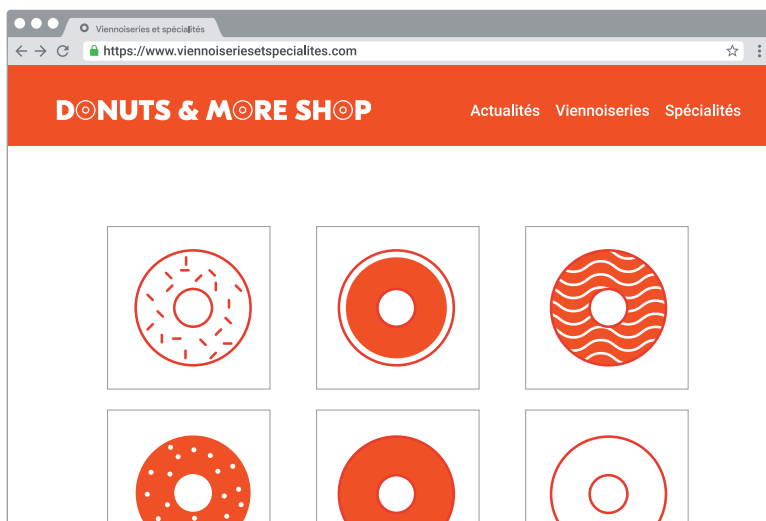 Viennoiseries et spécialités
https://www.viennoiseriesetspecialites.com
DONUTS & MORE SHOP
Actualités Viennoiseries Spécialités